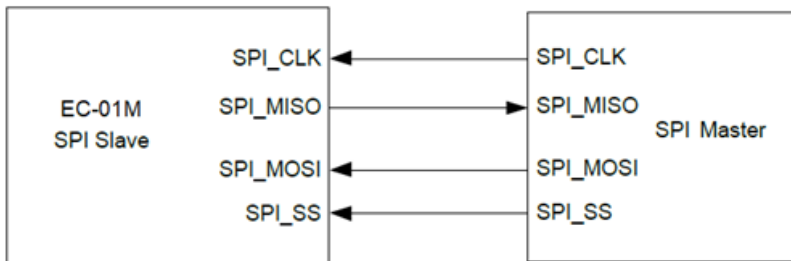 SPI_CLK
SPI_MISO
SPI_MOSI
SPI_SS
EC-01M
SPI Slave
SPI_CLK
SPI_MISO
SPI_MOSI
SPI_SS
SPI Master